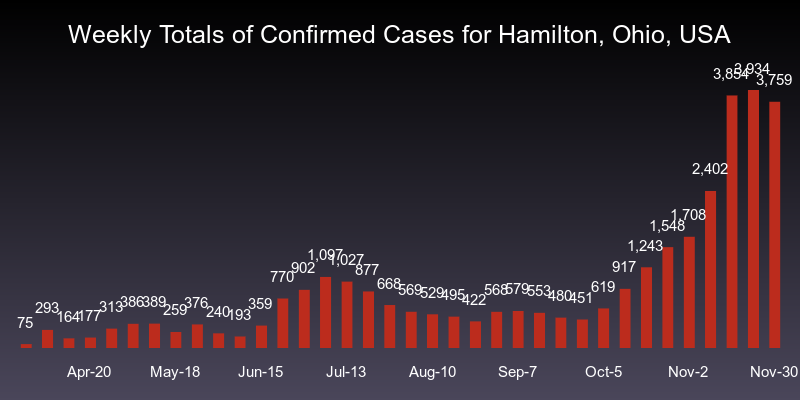 Weekly Totals of Confirmed Cases for Hamilton, Ohio, USA
75 293 164 177 313 386 389 259 376 240 193 359 770 902 1,097 1,027 877 668 569 529 495 422 568 579 553 480 451 619 917 1,243 1,548 1,708 2,402 3,854 3,934 3,759
Apr-20 May-18 Jun-15 Jul-13 Aug-10 Sep-7 Oct-5 Nov-2 Nov-30